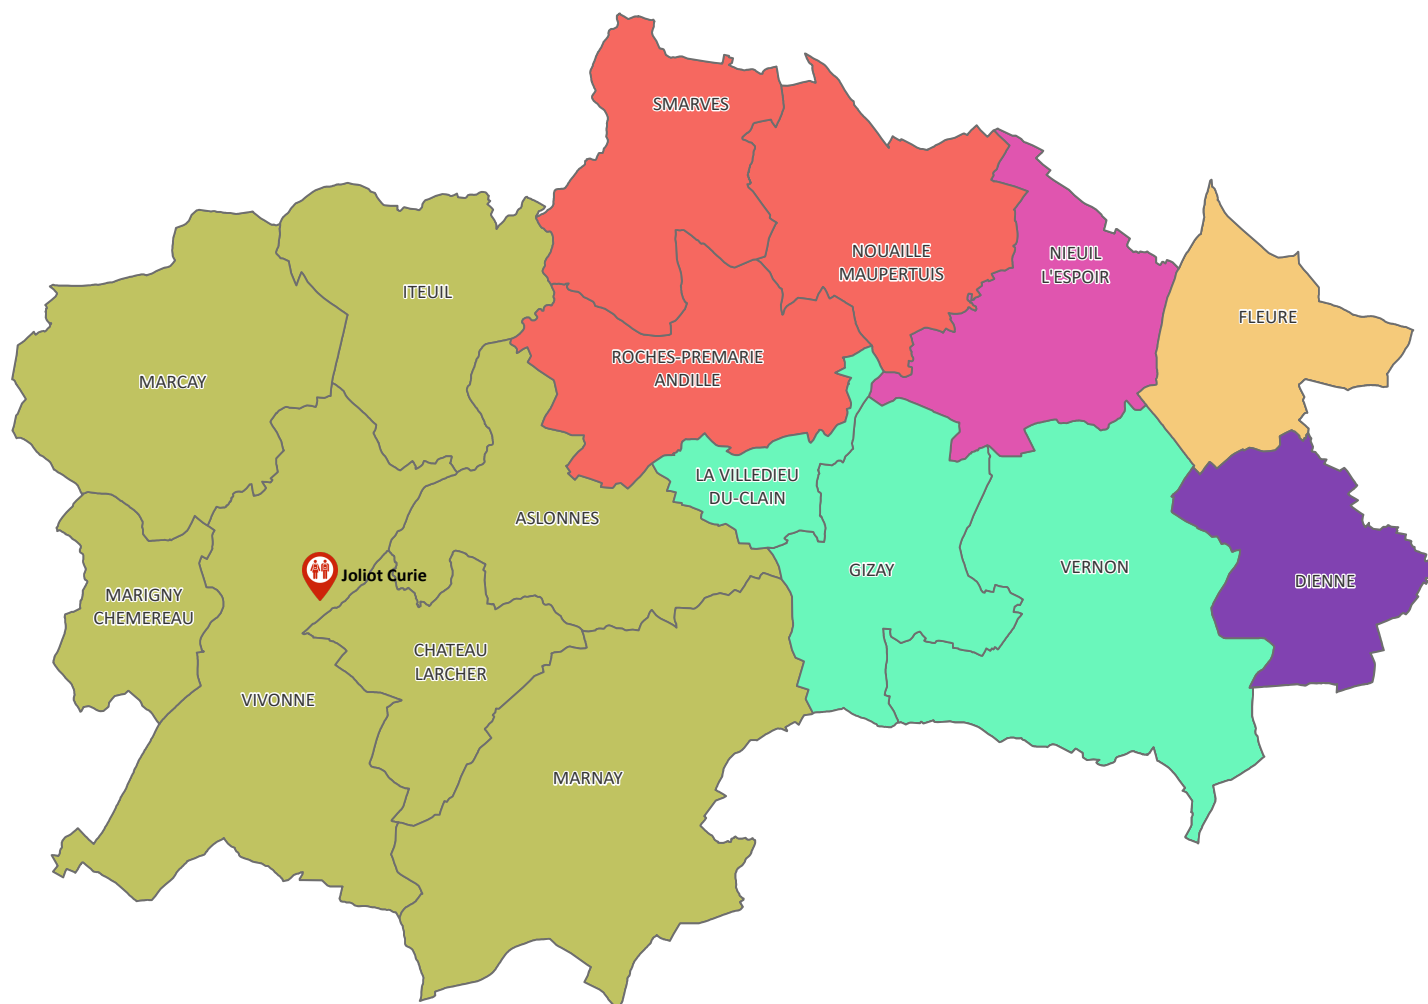 SMARVES
NOUAILLE
MAUPERTUIS
NIEUIL
L'ESPOIR
ITEUIL
FLEURE
MARCAY
ROCHES-PREMARIE
ANDILLE
LA VILLEDIEU
DU-CLAIN
ASLONNES
GIZAY
VERNON
DIENNE
Joliot Curie
MARIGNY
CHEMEREAU
CHATEAU
LARCHER
VIVONNE
MARNAY